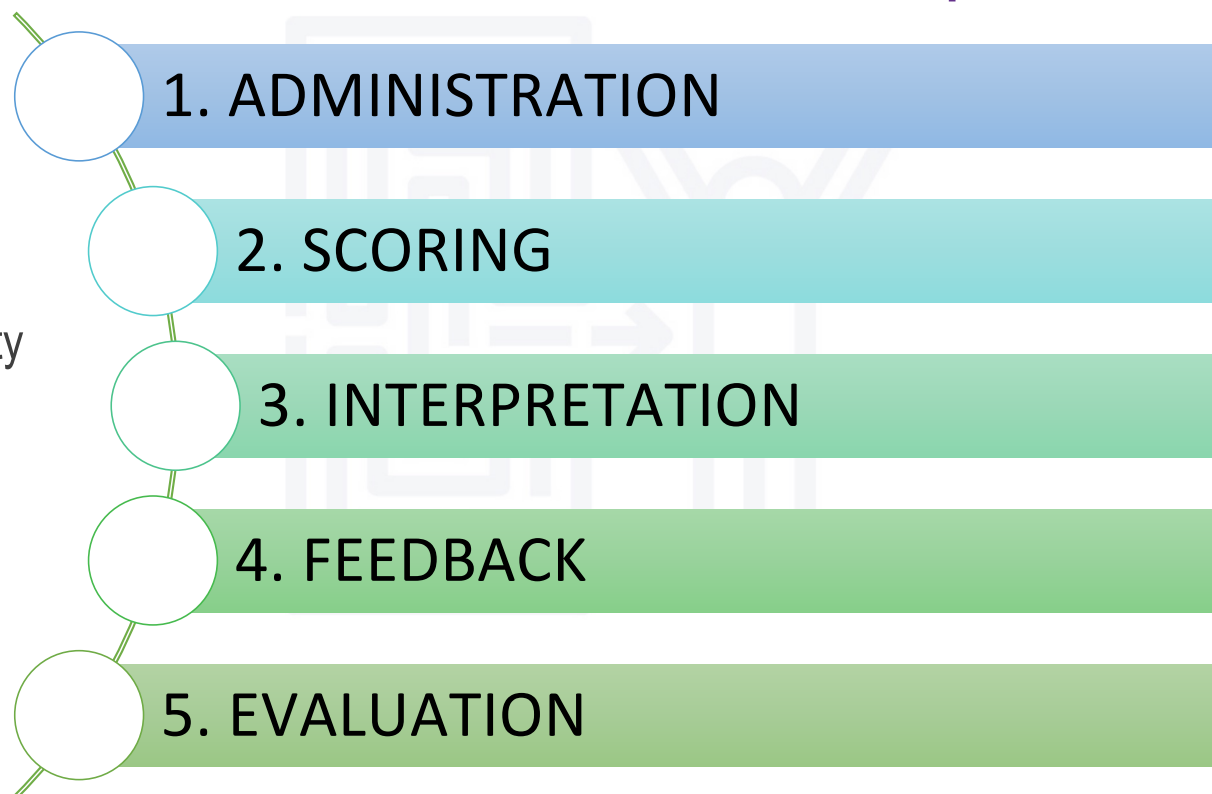 1. ADMINISTRATION
2. SCORING
3. INTERPRETATION
4. FEEDBACK
5. EVALUATION